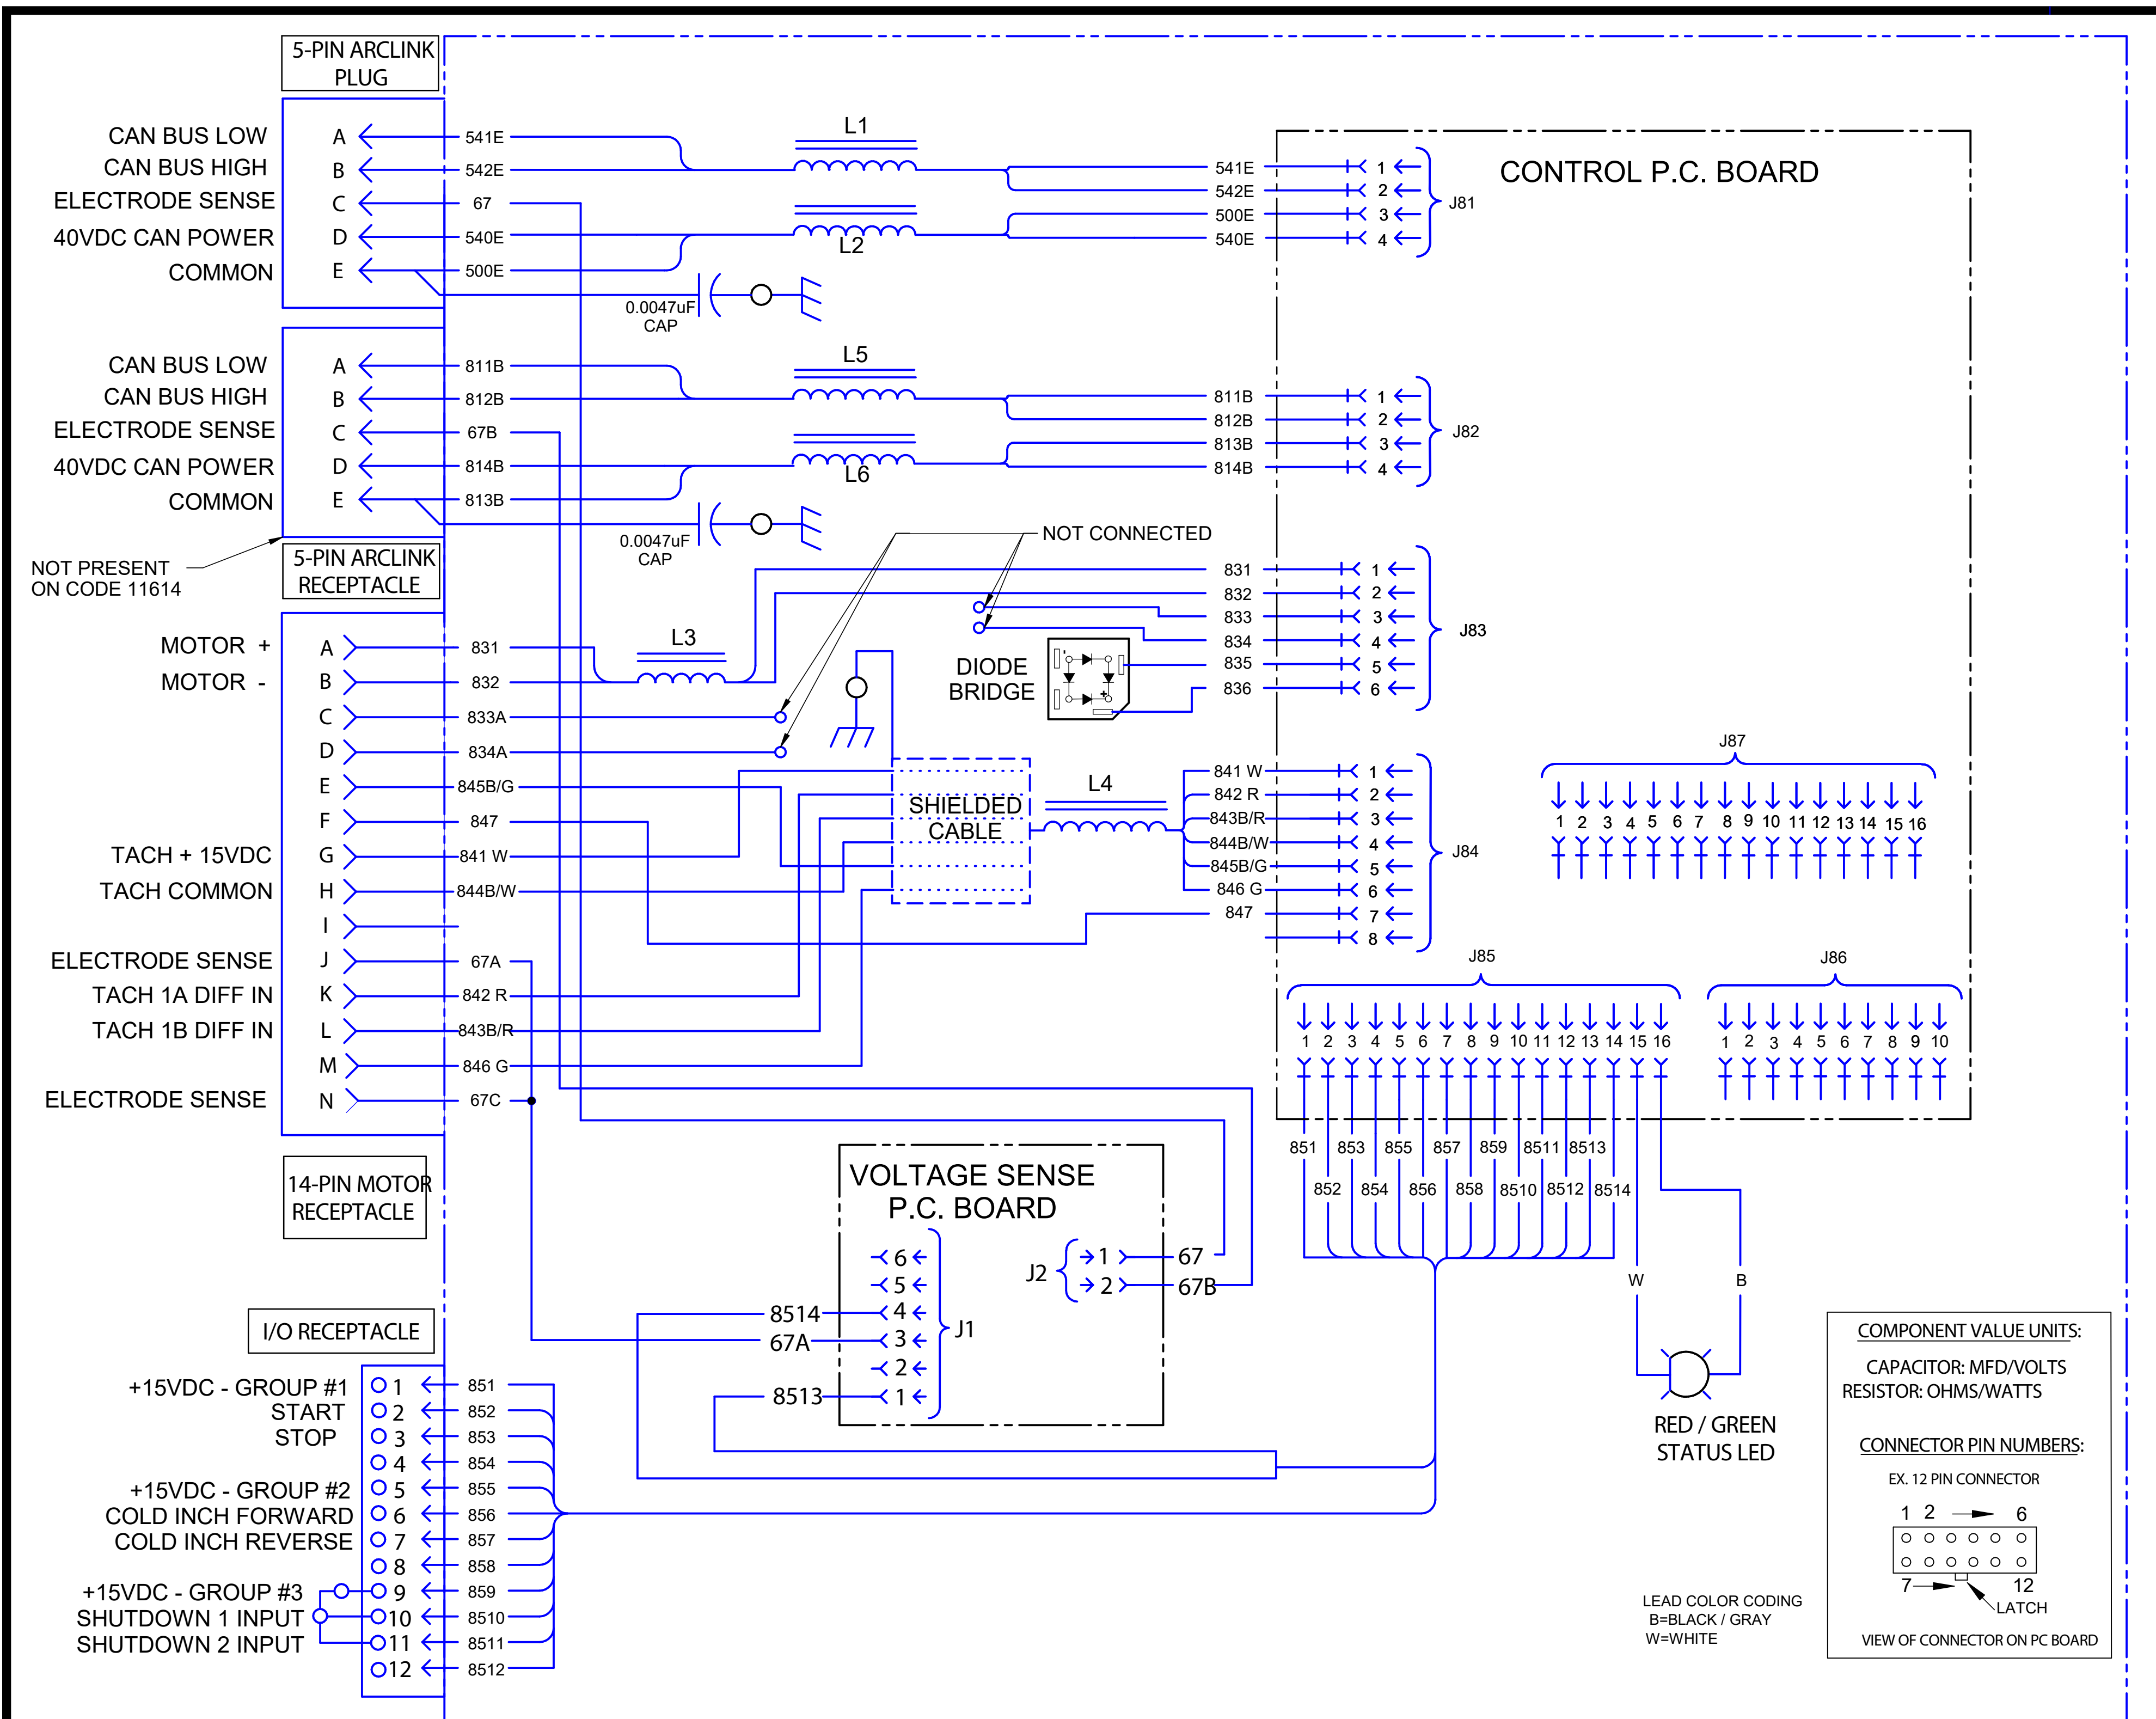 5-PIN ARCLINK
PLUG
CAN BUS LOW A 541E
CAN BUS HIGH B 542E
ELECTRODE SENSE C 67
40VDC CAN POWER D 540E
COMMON E 500E
L1
L2
0.0047uF
CAP
541E 1
542E 2
500E 3
540E 4
J81
CONTROL P.C. BOARD
CAN BUS LOW A 811B
CAN BUS HIGH B 812B
ELECTRODE SENSE C 67B
40VDC CAN POWER D 814B
COMMON E 813B
L5
L6
0.0047uF
CAP
811B 1
812B 2
813B 3
814B 4
J82
NOT PRESENT
ON CODE 11614
5-PIN ARCLINK
RECEPTACLE
NOT CONNECTED
831 1
832 2
833 3
834 4
835 5
836 6
J83
DIODE
BRIDGE
- +
MOTOR + A 831
MOTOR - B 832
C 833A
D 834A
E 845B/G
F 847
TACH + 15VDC G 841 W
TACH COMMON H 844B/W
I
ELECTRODE SENSE J 67A
TACH 1A DIFF IN K 842 R
TACH 1B DIFF IN L 843B/R
M 846 G
ELECTRODE SENSE N 67C
L3
SHIELDED
CABLE
L4
841 W 1
842 R 2
843B/R 3
844B/W 4
845B/G 5
846 G 6
847 7
8
J84
J87
1 2 3 4 5 6 7 8 9 10 11 12 13 14 15 16
J85
1 2 3 4 5 6 7 8 9 10 11 12 13 14 15 16
J86
1 2 3 4 5 6 7 8 9 10
851 853 855 857 859 8511 8513
852 854 856 858 8510 8512 8514
14-PIN MOTOR
RECEPTACLE
VOLTAGE SENSE
P.C. BOARD
6
5
8514 4
67A 3
2
8513 1
J1
J2
1 67
2 67B
W B
RED / GREEN
STATUS LED
I/O RECEPTACLE
+15VDC - GROUP #1 1 851
START 2 852
STOP 3 853
4 854
+15VDC - GROUP #2 5 855
COLD INCH FORWARD 6 856
COLD INCH REVERSE 7 857
8 858
+15VDC - GROUP #3 9 859
SHUTDOWN 1 INPUT 10 8510
SHUTDOWN 2 INPUT 11 8511
12 8512
LEAD COLOR CODING
B=BLACK / GRAY
W=WHITE
COMPONENT VALUE UNITS:
CAPACITOR: MFD/VOLTS
RESISTOR: OHMS/WATTS
CONNECTOR PIN NUMBERS:
EX. 12 PIN CONNECTOR
1 2 6
7 12
LATCH
VIEW OF CONNECTOR ON PC BOARD